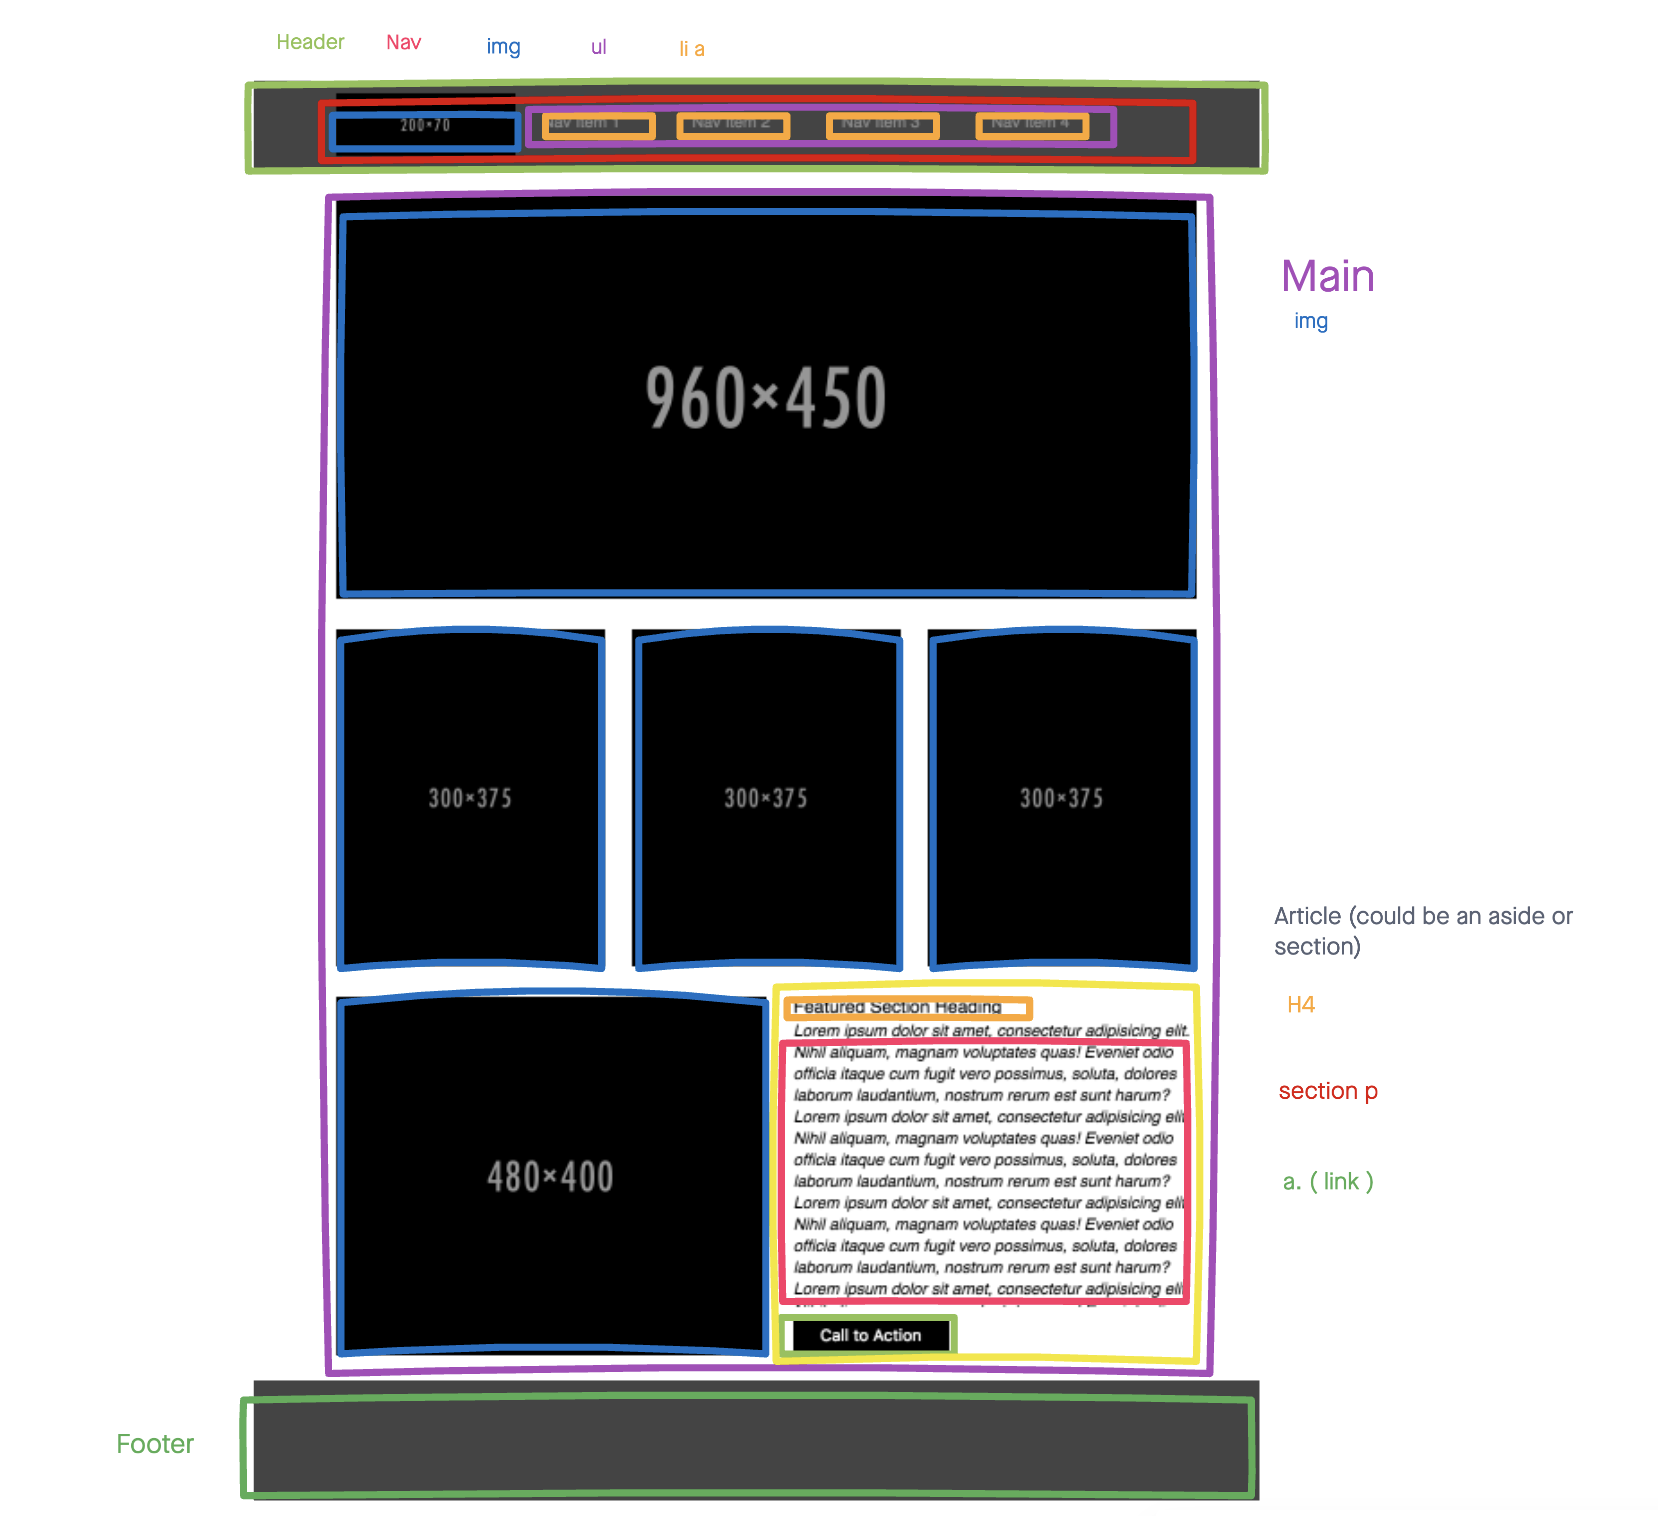 Header Nav img ul li a
200×70 Nav Item 1 Nav Item 2 Nav Item 3 Nav Item 4
Main
img
960×450
300×375 300×375 300×375
Article (could be an aside or
section)
H4
section p
a. ( link )
480×400
Featured Section Heading
Lorem ipsum dolor sit amet, consectetur adipisicing elit.
Nihil aliquam, magnam voluptates quas! Eveniet odio
officia itaque cum fugit vero possimus, soluta, dolores
laborum laudantium, nostrum rerum est sunt harum?
Lorem ipsum dolor sit amet, consectetur adipisicing elit
Nihil aliquam, magnam voluptates quas! Eveniet odio
officia itaque cum fugit vero possimus, soluta, dolores
laborum laudantium, nostrum rerum est sunt harum?
Lorem ipsum dolor sit amet, consectetur adipisicing elit
Nihil aliquam, magnam voluptates quas! Eveniet odio
officia itaque cum fugit vero possimus, soluta, dolores
laborum laudantium, nostrum rerum est sunt harum?
Lorem ipsum dolor sit amet, consectetur adipisicing elit
Call to Action
Footer